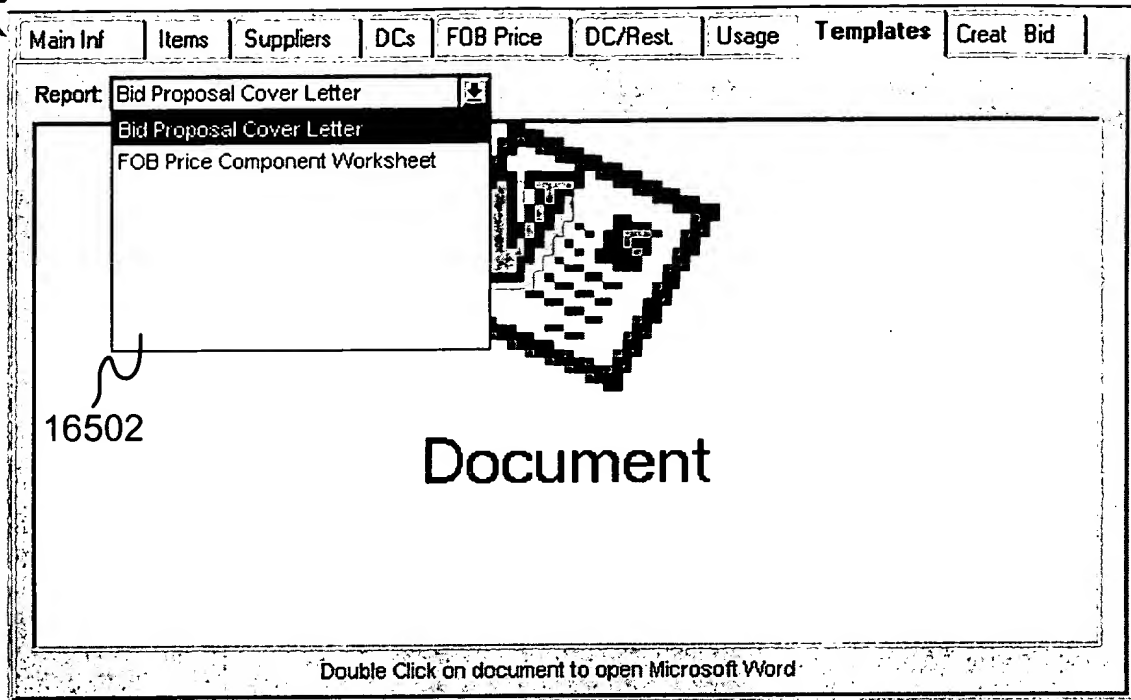 Main Inf Items Suppliers DCs FOB Price DC/Rest. Usage Templates Creat Bid
Report: Bid Proposal Cover Letter
Bid Proposal Cover Letter
FOB Price Component Worksheet
16502
Document
Double Click on document to open Microsoft Word